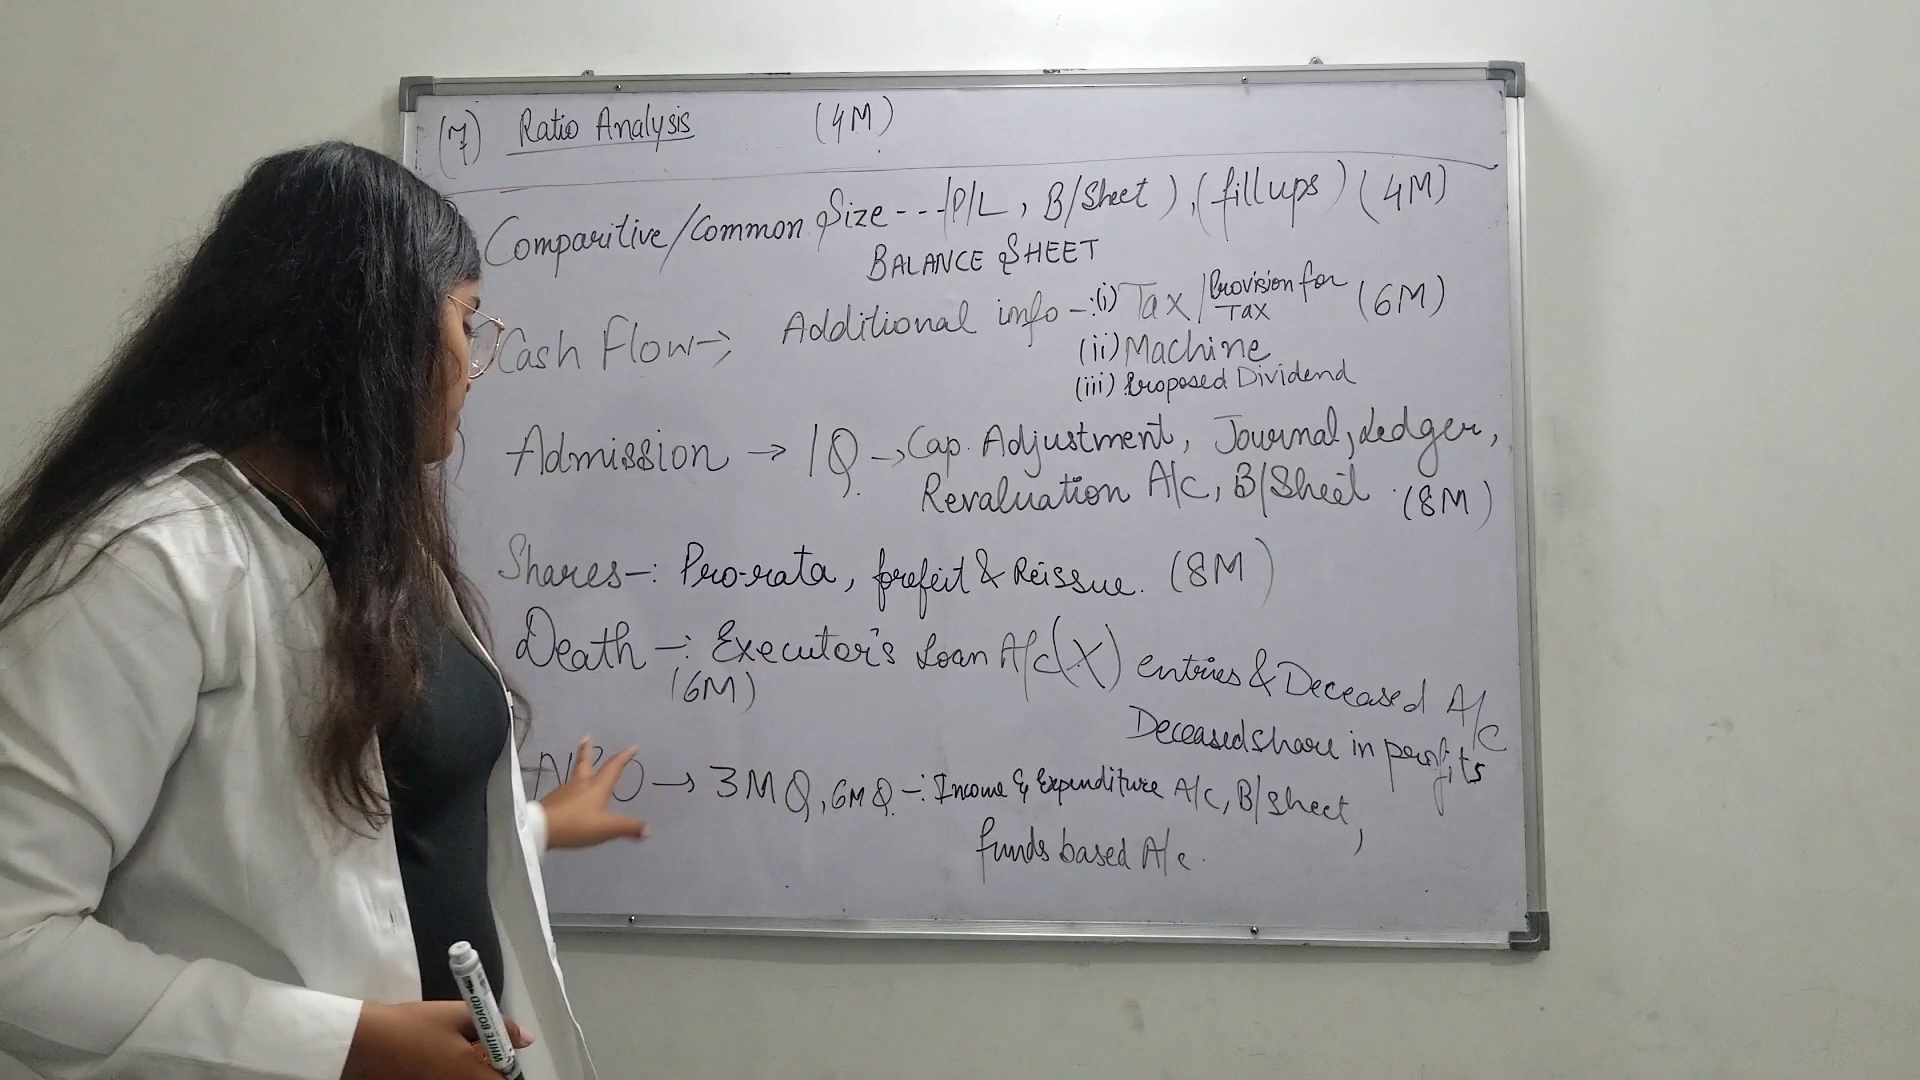 (7) Ratio Analysis (4M)
Comparitive/Common Size --- (P/L, B/Sheet), (fillups) (4M)
BALANCE SHEET
Cash Flow → Additional info -: (i) Tax / Provision for Tax (6M)
(ii) Machine
(iii) Proposed Dividend
Admission → 1Q → Cap. Adjustment, Journal, Ledger,
Revaluation A/c, B/Sheet. (8M)
Shares -: Pro-rata, forefeit & Reissue. (8M)
Death -: Executor's Loan A/c (X) entries & Deceased A/c
(6M)
Deceased share in profits
→ 3MQ, 6MQ -: Income & Expenditure A/c, B/sheet,
funds based A/c.
WHITE BOARD